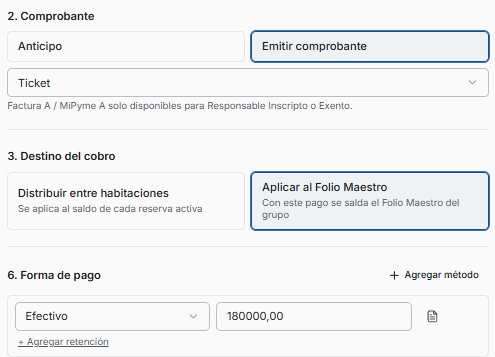 2. Comprobante
Anticipo
Emitir comprobante
Ticket
Factura A / MiPyme A solo disponibles para Responsable Inscripto o Exento.
3. Destino del cobro
Distribuir entre habitaciones
Se aplica al saldo de cada reserva activa
Aplicar al Folio Maestro
Con este pago se salda el Folio Maestro del
grupo
6. Forma de pago
+ Agregar método
Efectivo
180000,00
+ Agregar retención